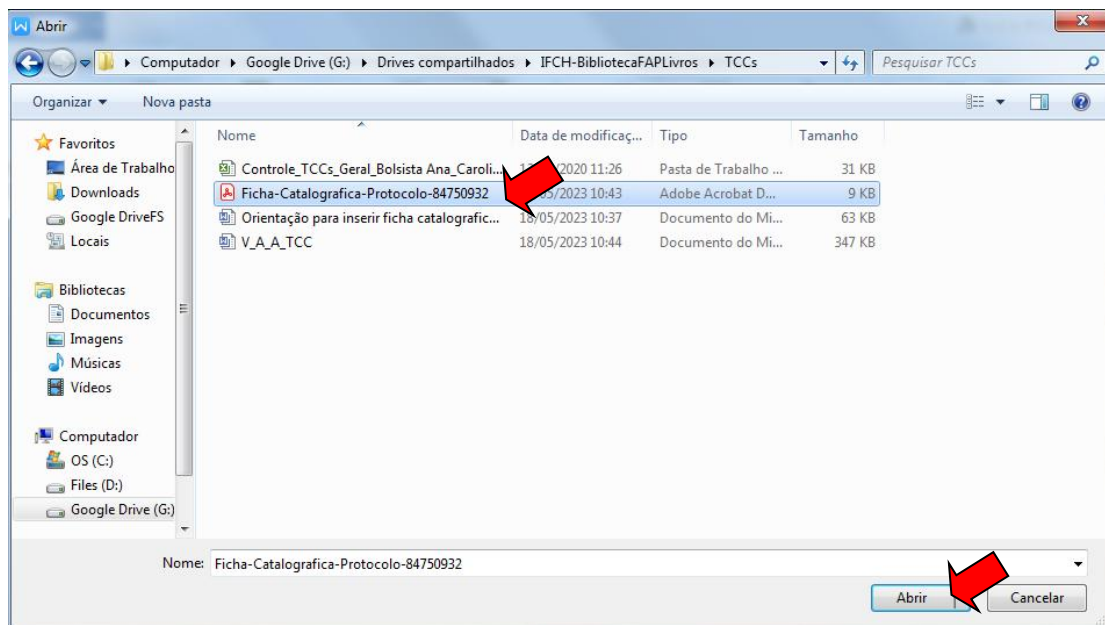 Abrir
Computador Google Drive (G:) Drives compartilhados IFCH-BibliotecaFAPLivros TCCs Pesquisar TCCs
Organizar Nova pasta
Favoritos
Área de Trabalho
Downloads
Google DriveFS
Locais
Bibliotecas
Documentos
Imagens
Músicas
Vídeos
Computador
OS (C:)
Files (D:)
Google Drive (G:)
Nome Data de modificaç... Tipo Tamanho
Controle_TCCs_Geral_Bolsista Ana_Caroli... 2020 11:26 Pasta de Trabalho ... 31 KB
Ficha-Catalografica-Protocolo-84750932 05/2023 10:43 Adobe Acrobat D... 9 KB
Orientação para inserir ficha catalografic... 18/05/2023 10:37 Documento do Mi... 63 KB
V_A_A_TCC 18/05/2023 10:44 Documento do Mi... 347 KB
Nome: Ficha-Catalografica-Protocolo-84750932
Abrir Cancelar